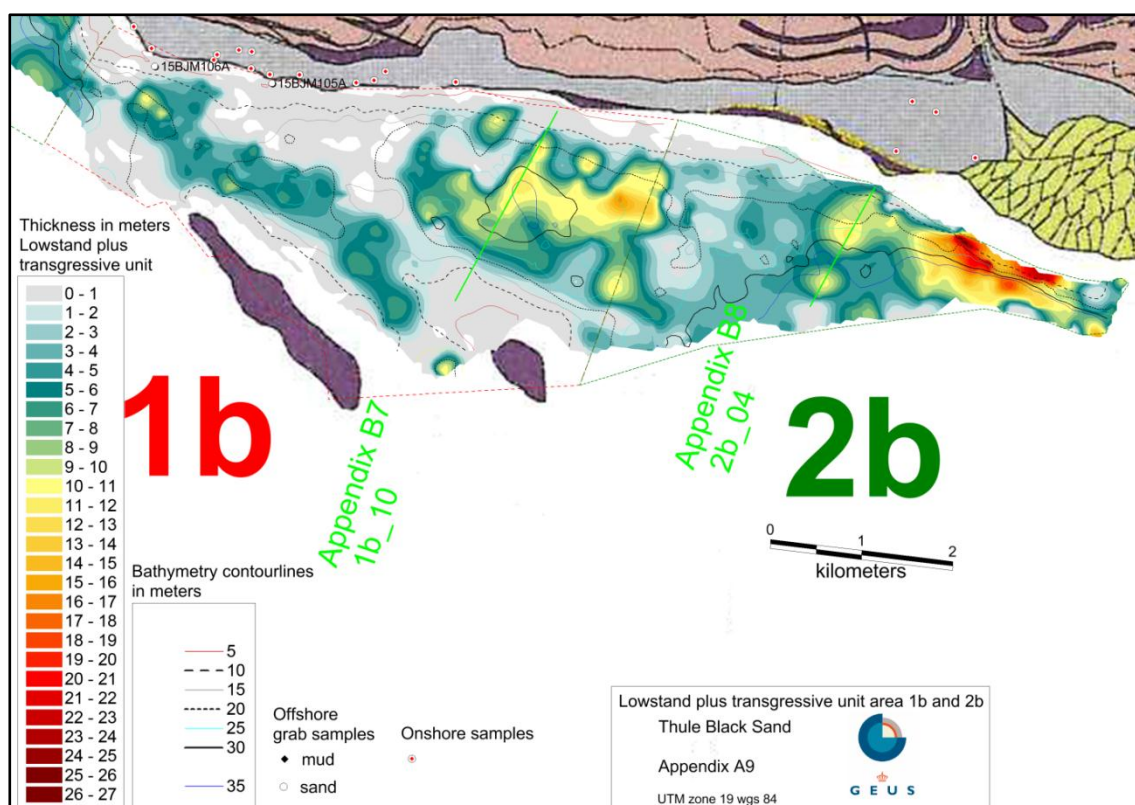 15BJM106A
15BJM105A
Thickness in meters
Lowstand plus
transgressive unit
0 - 1
1 - 2
2 - 3
3 - 4
4 - 5
5 - 6
6 - 7
7 - 8
8 - 9
9 - 10
10 - 11
11 - 12
12 - 13
13 - 14
14 - 15
15 - 16
16 - 17
17 - 18
18 - 19
19 - 20
20 - 21
21 - 22
22 - 23
23 - 24
24 - 25
25 - 26
26 - 27
1b
Appendix B7
1b_10
Appendix B8
2b_04
2b
0 1 2
kilometers
Bathymetry contourlines
in meters
5
10
15
20
25
30
35
Offshore
grab samples
mud
sand
Onshore samples
Lowstand plus transgressive unit area 1b and 2b
Thule Black Sand
Appendix A9
UTM zone 19 wgs 84
GEUS